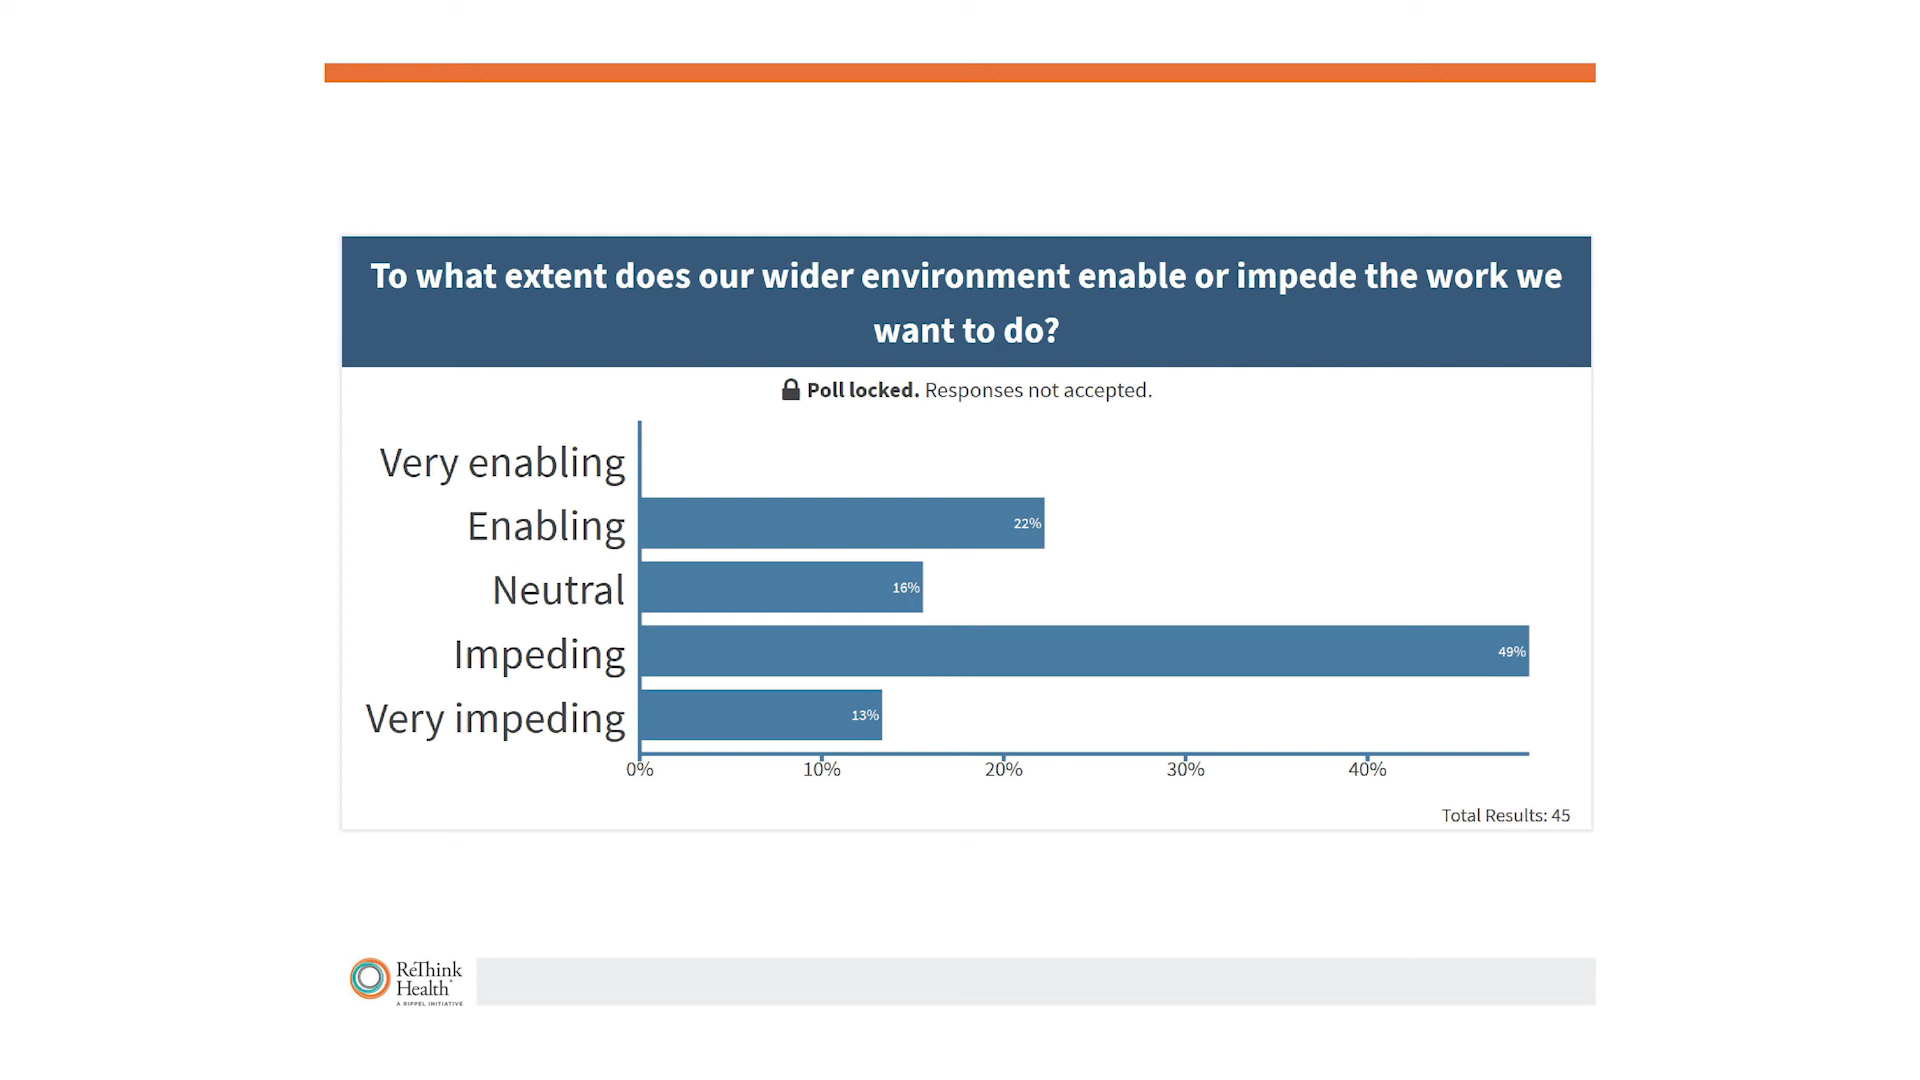 To what extent does our wider environment enable or impede the work we
want to do?
Poll locked. Responses not accepted.
Very enabling
Enabling
22%
Neutral
16%
Impeding
49%
Very impeding
13%
0% 10% 20% 30% 40%
Total Results: 45
ReThink
Health
A RIPPEL INITIATIVE